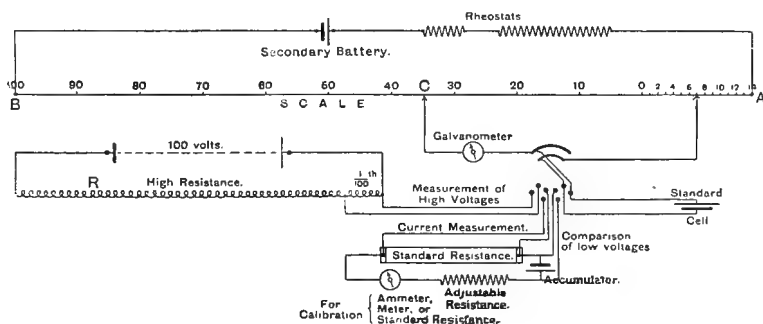 Rheostats
Secondary Battery.
100 90 80 70 60 50 40 C 30 20 10 0 2 4 6 8 10 12 14
B SCALE A
Galvanometer
100 volts.
1/100 th
R High Resistance.
Measurement of
High Voltages
Standard
Cell
Current Measurement.
Comparison
of low voltages
Standard Resistance.
Accumulator.
Adjustable
Resistance.
For
Calibration
Ammeter,
Meter, or
Standard Resistance.